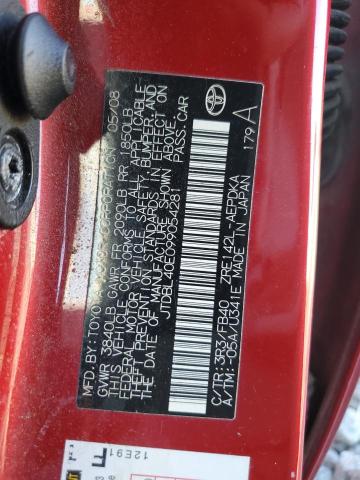 MFD. BY: TOYOTA MOTOR CORPORATION 05/08
GVWR 3840LB GAWR FR 2090LB RR 1850LB
THIS VEHICLE CONFORMS TO ALL APPLICABLE
FEDERAL MOTOR VEHICLE SAFETY, BUMPER, AND
THEFT PREVENTION STANDARDS IN EFFECT ON
THE DATE OF MANUFACTURE SHOWN ABOVE.
JTDBL40E099054281 PASS. CAR
C/TR: 3R3/FB40 ZRE142L-AEPDKA
A/TM: -05A/U341E MADE IN JAPAN
179 A
12E91